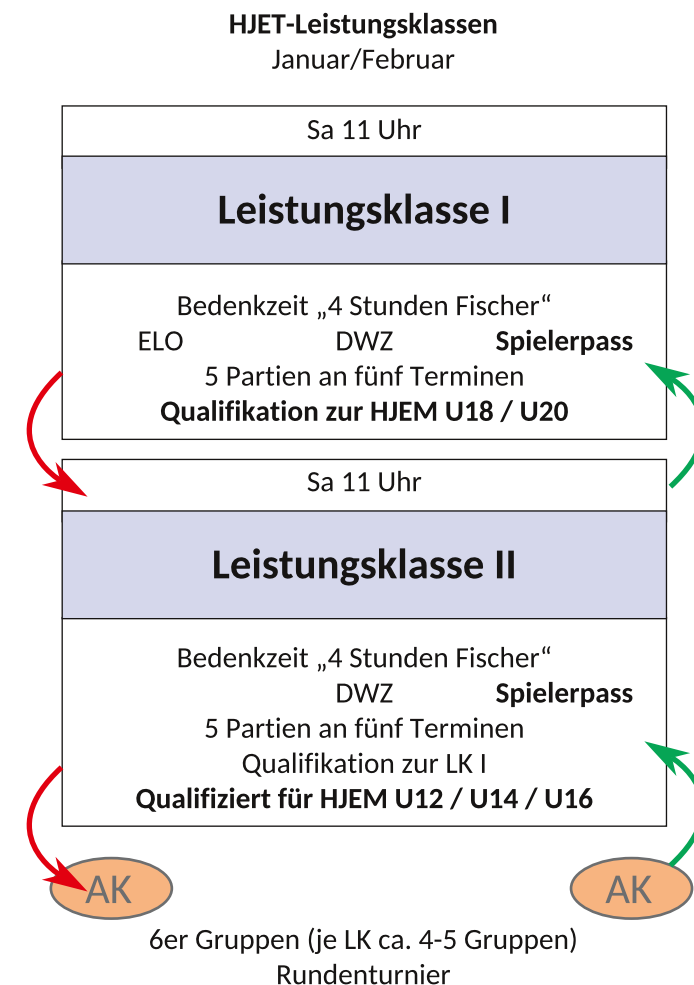 HJET-Leistungsklassen
Januar/Februar
Sa 11 Uhr
Leistungsklasse I
Bedenkzeit „4 Stunden Fischer“
ELO DWZ Spielerpass
5 Partien an fünf Terminen
Qualifikation zur HJEM U18 / U20
Sa 11 Uhr
Leistungsklasse II
Bedenkzeit „4 Stunden Fischer“
DWZ Spielerpass
5 Partien an fünf Terminen
Qualifikation zur LK I
Qualifiziert für HJEM U12 / U14 / U16
AK AK
6er Gruppen (je LK ca. 4-5 Gruppen)
Rundenturnier